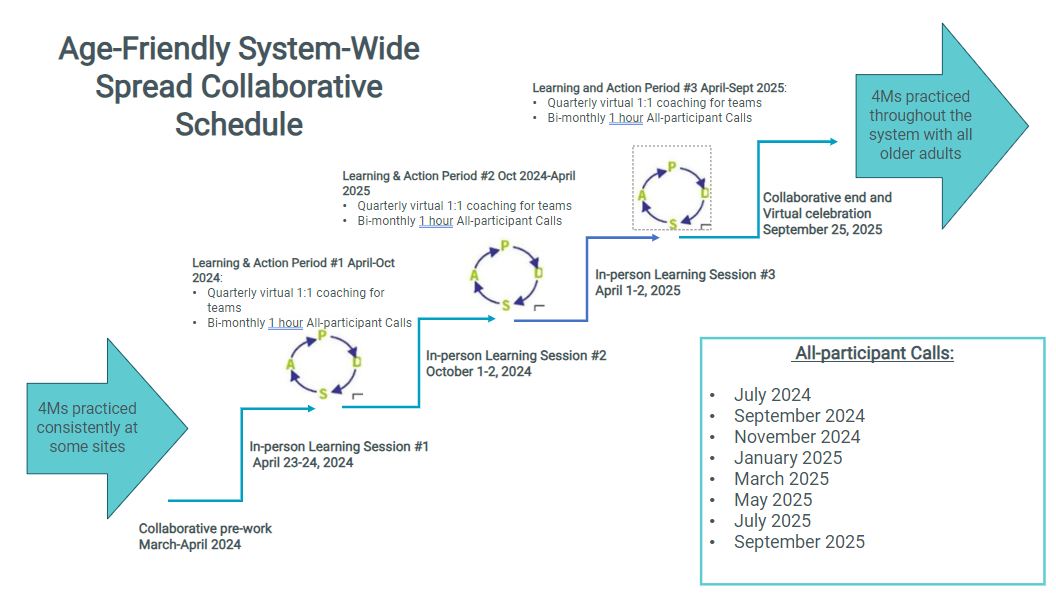 Age-Friendly System-Wide
Spread Collaborative
Schedule
4Ms practiced
consistently at
some sites
Collaborative pre-work
March-April 2024
In-person Learning Session #1
April 23-24, 2024
Learning & Action Period #1 April-Oct
2024:
• Quarterly virtual 1:1 coaching for
teams
• Bi-monthly 1 hour All-participant Calls
P
D
S
A
In-person Learning Session #2
October 1-2, 2024
Learning & Action Period #2 Oct 2024-April
2025
• Quarterly virtual 1:1 coaching for teams
• Bi-monthly 1 hour All-participant Calls
P
D
S
A
In-person Learning Session #3
April 1-2, 2025
Learning and Action Period #3 April-Sept 2025:
• Quarterly virtual 1:1 coaching for teams
• Bi-monthly 1 hour All-participant Calls
P
D
S
A
Collaborative end and
Virtual celebration
September 25, 2025
4Ms practiced
throughout the
system with all
older adults
All-participant Calls:
• July 2024
• September 2024
• November 2024
• January 2025
• March 2025
• May 2025
• July 2025
• September 2025